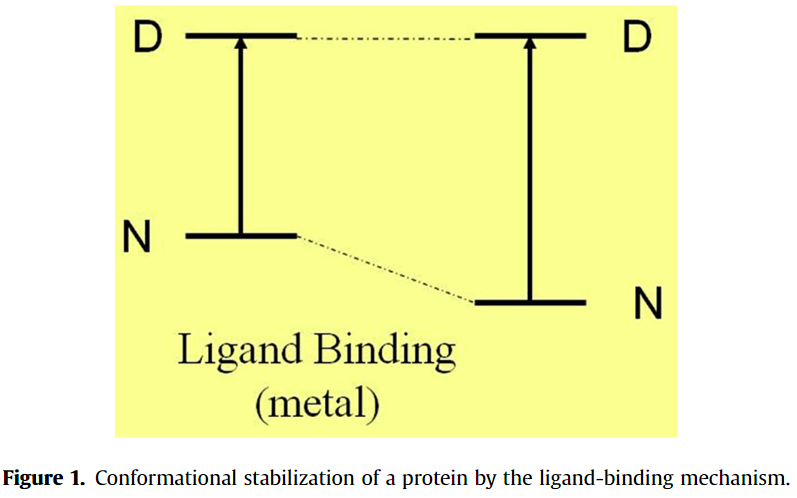 D D
N
N
Ligand Binding
(metal)
Figure 1. Conformational stabilization of a protein by the ligand-binding mechanism.